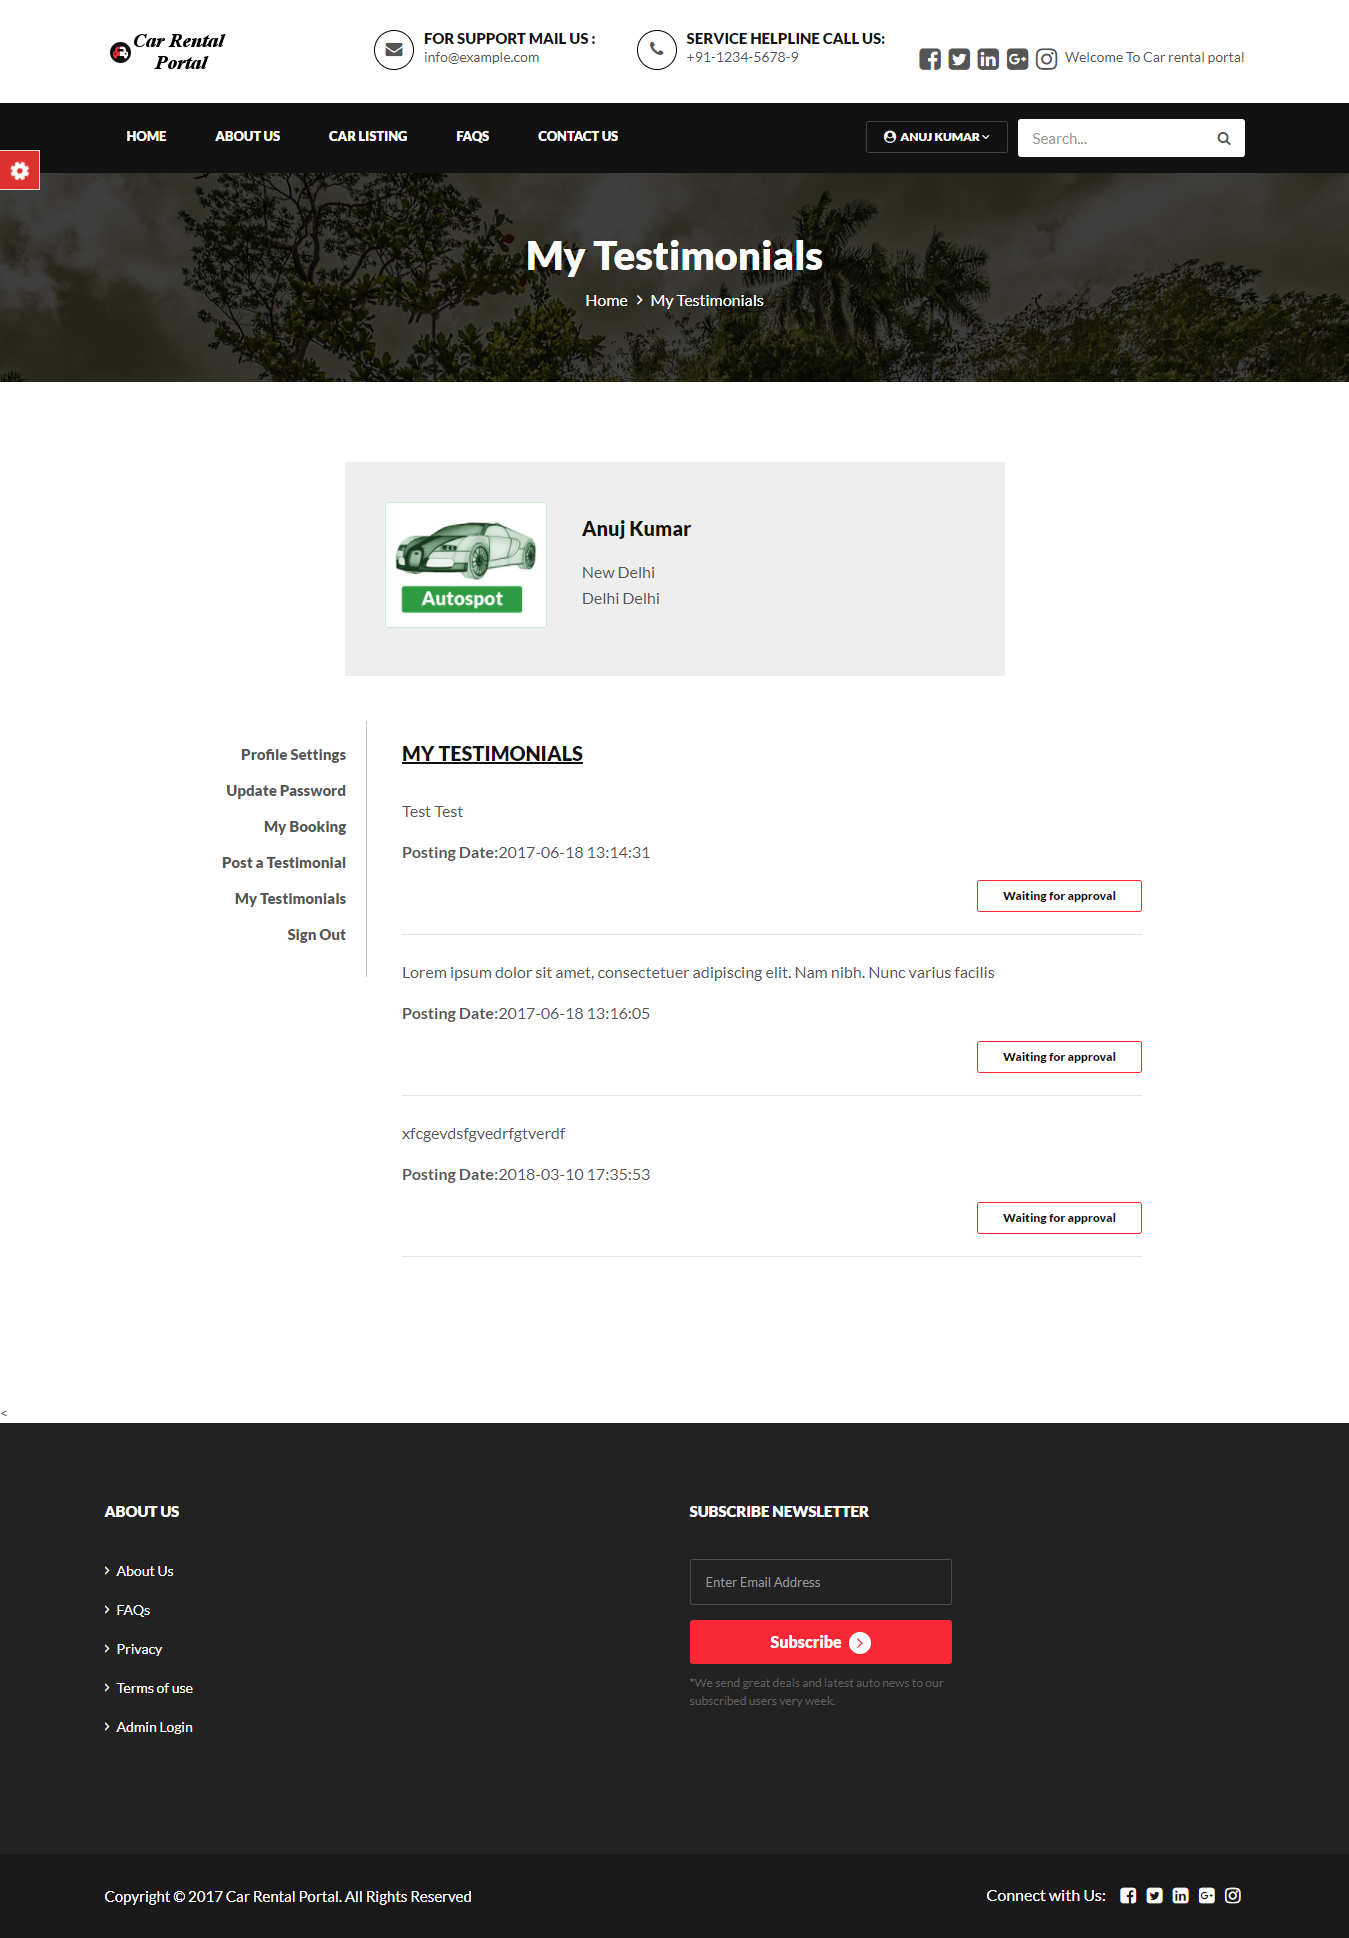 Car Rental
Portal
FOR SUPPORT MAIL US :
info@example.com
SERVICE HELPLINE CALL US:
+91-1234-5678-9
Welcome To Car rental portal
HOME
ABOUT US
CAR LISTING
FAQS
CONTACT US
ANUJ KUMAR
Search...
My Testimonials
Home > My Testimonials
Autospot
Anuj Kumar
New Delhi
Delhi Delhi
Profile Settings
Update Password
My Booking
Post a Testimonial
My Testimonials
Sign Out
MY TESTIMONIALS
Test Test
Posting Date:2017-06-18 13:14:31
Waiting for approval
Lorem ipsum dolor sit amet, consectetuer adipiscing elit. Nam nibh. Nunc varius facilis
Posting Date:2017-06-18 13:16:05
Waiting for approval
xfcgevdsfgvedrfgtverdf
Posting Date:2018-03-10 17:35:53
Waiting for approval
<
ABOUT US
About Us
FAQs
Privacy
Terms of use
Admin Login
SUBSCRIBE NEWSLETTER
Enter Email Address
Subscribe
*We send great deals and latest auto news to our
subscribed users very week.
Copyright © 2017 Car Rental Portal. All Rights Reserved
Connect with Us: